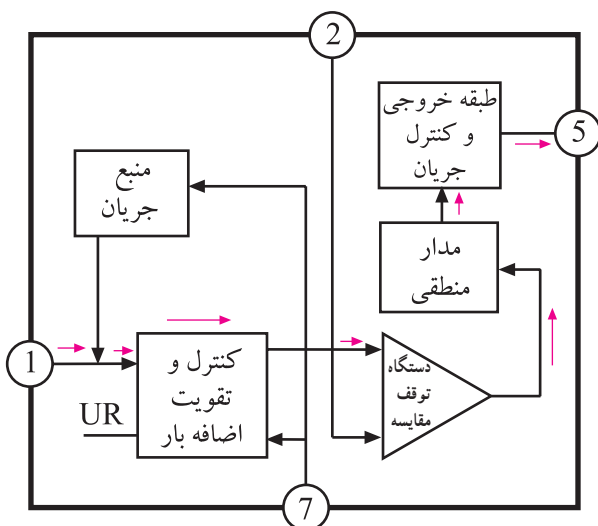 2
طبقه خروجی
و
کنترل
جریان
5
منبع
جریان
مدار
منطقی
1
کنترل و
تقویت
اضافه بار
UR
دستگاه
توقف
مقایسه
7